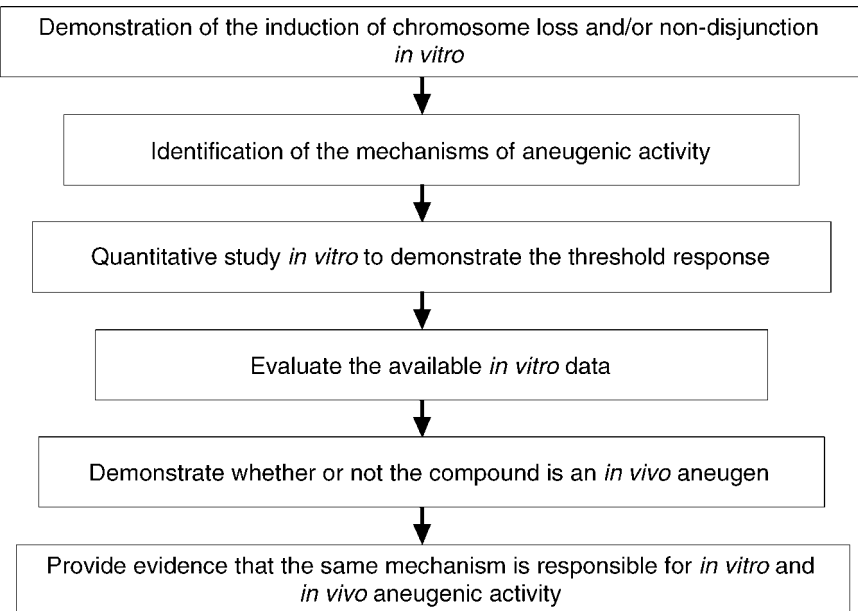 Demonstration of the induction of chromosome loss and/or non-disjunction
in vitro
Identification of the mechanisms of aneugenic activity
Quantitative study in vitro to demonstrate the threshold response
Evaluate the available in vitro data
Demonstrate whether or not the compound is an in vivo aneugen
Provide evidence that the same mechanism is responsible for in vitro and
in vivo aneugenic activity